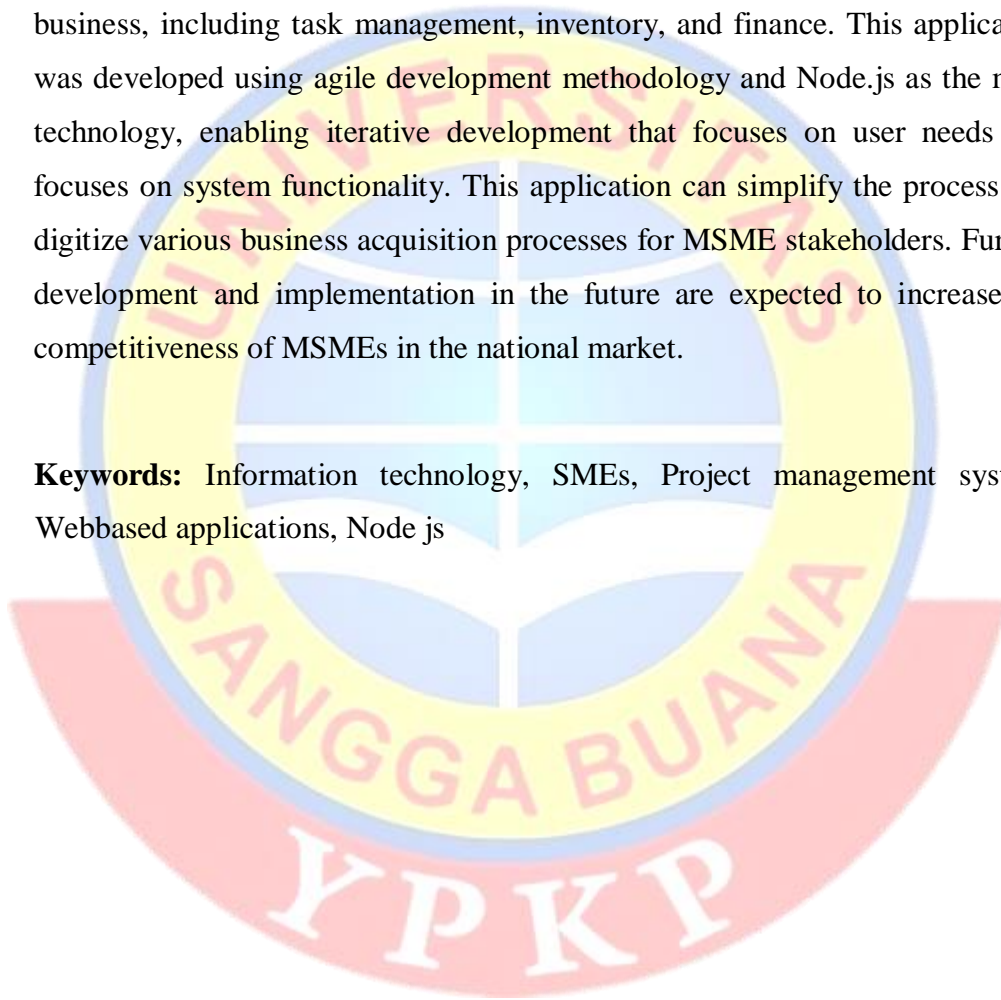 business, including task management, inventory, and finance. This applica
was developed using agile development methodology and Node.js as the
technology, enabling iterative development that focuses on user needs
focuses on system functionality. This application can simplify the process
digitize various business acquisition processes for MSME stakeholders. Fur
development and implementation in the future are expected to increase
competitiveness of MSMEs in the national market.
Keywords: Information technology, SMEs, Project management sys
Webbased applications, Node js
UNIVERSITAS
SANGGA BUANA
YPKP